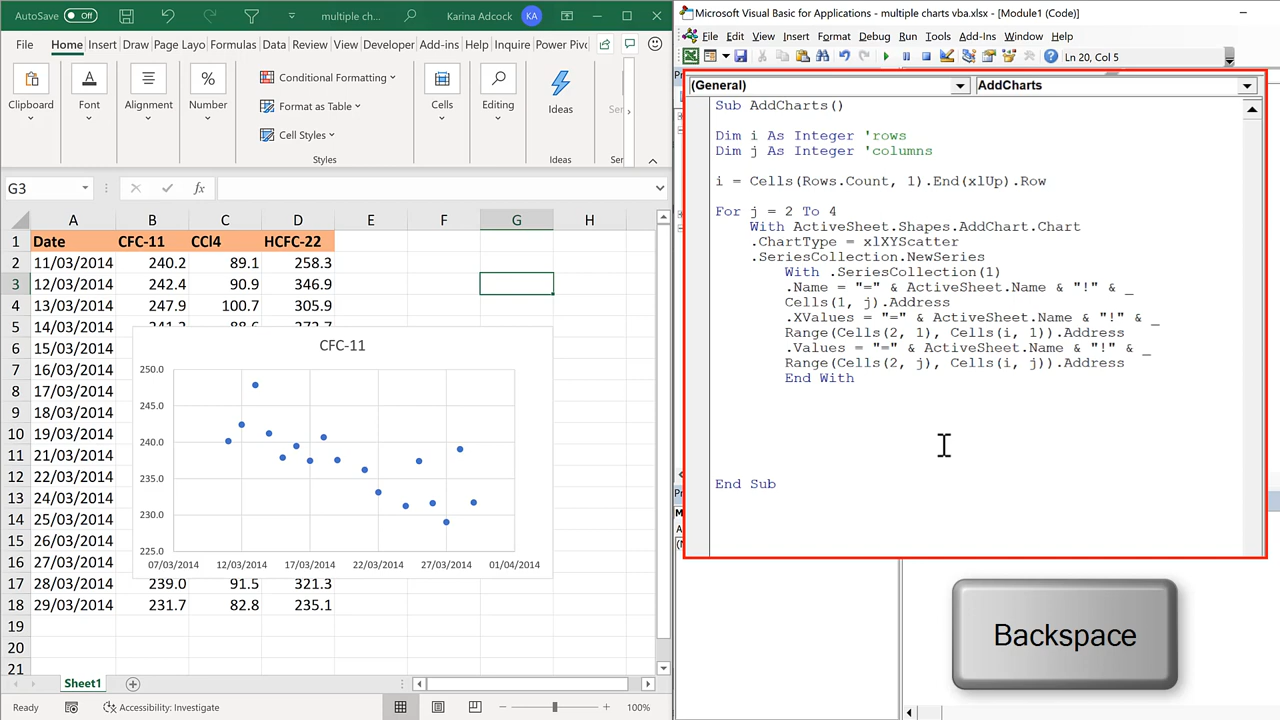 AutoSave Off multiple ch... Karina Adcock KA
File Home Insert Draw Page Layo Formulas Data Review View Developer Add-ins Help Inquire Power Piv
Clipboard Font Alignment Number Conditional Formatting Format as Table Cell Styles Styles Cells Editing Ideas Ideas
G3 fx
A B C D E F G H
1 Date CFC-11 CCl4 HCFC-22
2 11/03/2014 240.2 89.1 258.3
3 12/03/2014 242.4 90.9 346.9
4 13/03/2014 247.9 100.7 305.9
5 14/03/2014
6 15/03/2014
7 16/03/2014
8 17/03/2014
9 18/03/2014
10 19/03/2014
11 21/03/2014
12 22/03/2014
13 24/03/2014
14 25/03/2014
15 26/03/2014
16 27/03/2014
17 28/03/2014 239.0 91.5 321.3
18 29/03/2014 231.7 82.8 235.1
19
20
21
CFC-11
250.0
245.0
240.0
235.0
230.0
225.0
07/03/2014 12/03/2014 17/03/2014 22/03/2014 27/03/2014 01/04/2014
Sheet1
Ready Accessibility: Investigate 100%
Microsoft Visual Basic for Applications - multiple charts vba.xlsx - [Module1 (Code)]
File Edit View Insert Format Debug Run Tools Add-Ins Window Help
Ln 20, Col 5
(General) AddCharts
Sub AddCharts()
Dim i As Integer 'rows
Dim j As Integer 'columns
i = Cells(Rows.Count, 1).End(xlUp).Row
For j = 2 To 4
With ActiveSheet.Shapes.AddChart.Chart
.ChartType = xlXYScatter
.SeriesCollection.NewSeries
With .SeriesCollection(1)
.Name = "=" & ActiveSheet.Name & "!" & _
Cells(1, j).Address
.XValues = "=" & ActiveSheet.Name & "!" & _
Range(Cells(2, 1), Cells(i, 1)).Address
.Values = "=" & ActiveSheet.Name & "!" & _
Range(Cells(2, j), Cells(i, j)).Address
End With
End Sub
Backspace